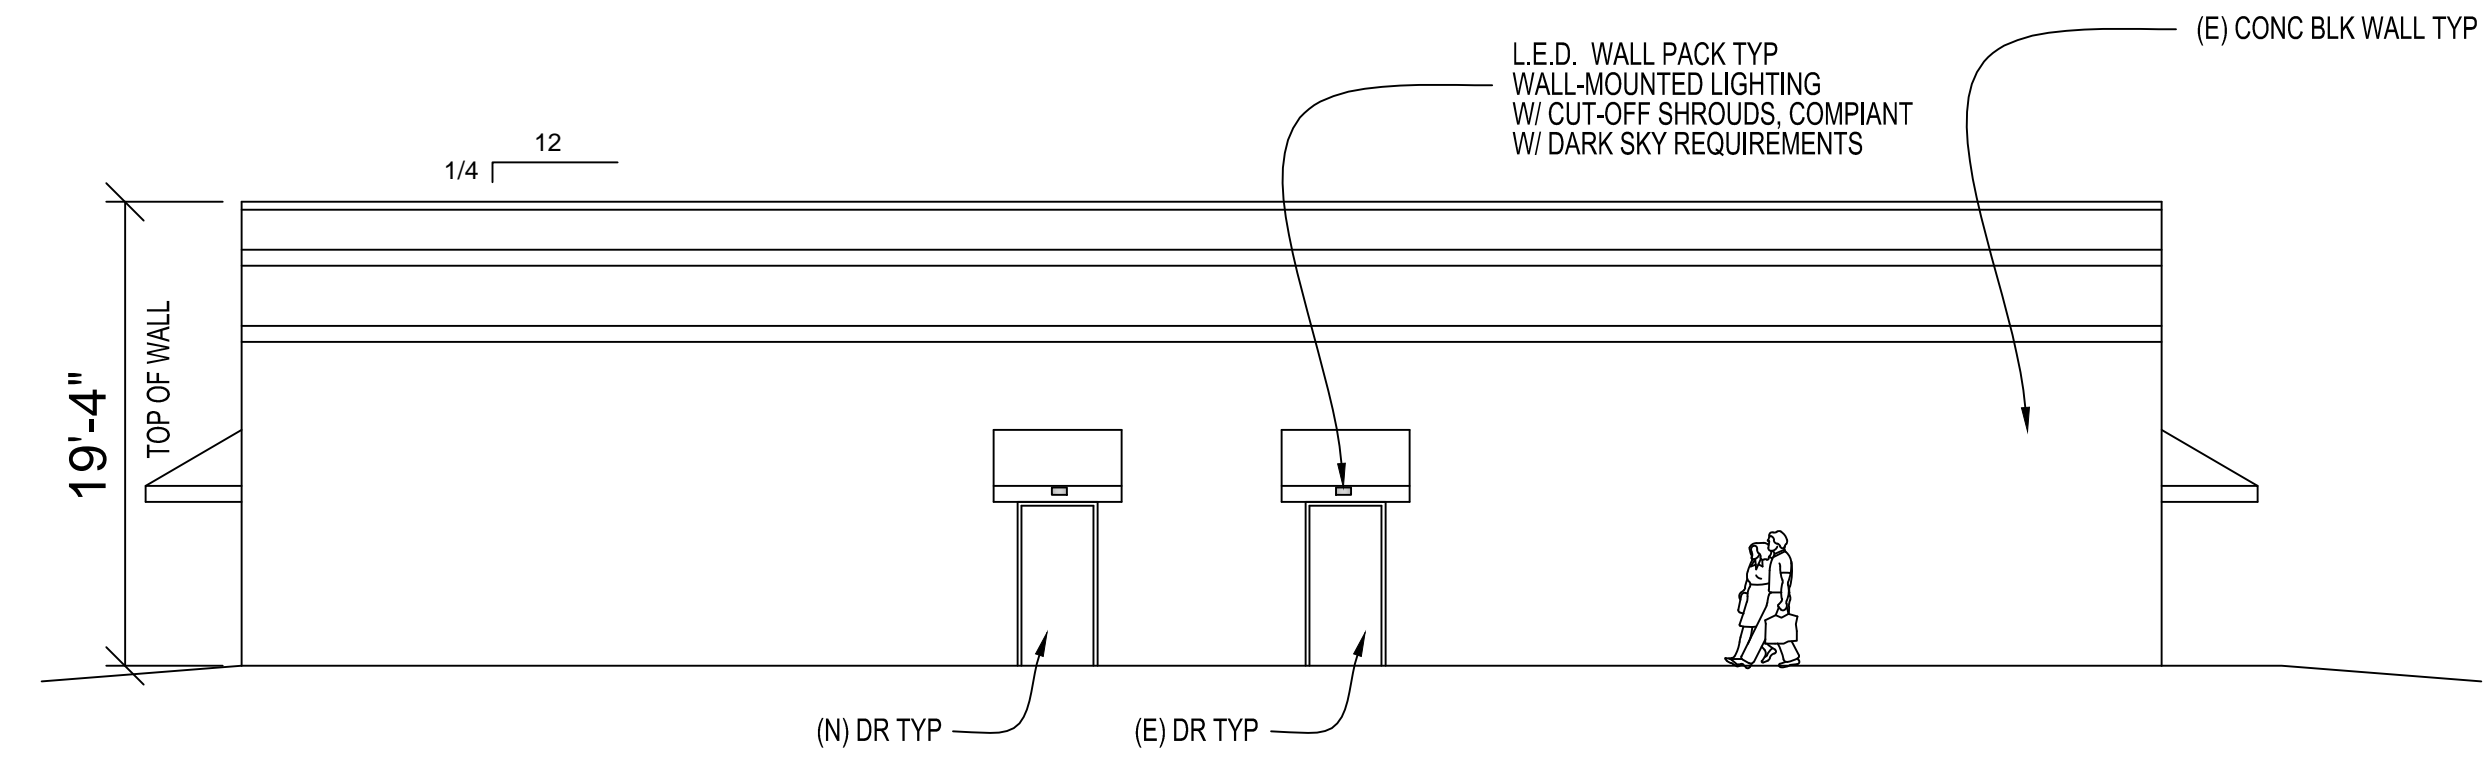 (E) CONC BLK WALL TYP
L.E.D. WALL PACK TYP
WALL-MOUNTED LIGHTING
W/ CUT-OFF SHROUDS, COMPIANT
W/ DARK SKY REQUIREMENTS
12
1/4
TOP OF WALL
19'-4"
(N) DR TYP
(E) DR TYP